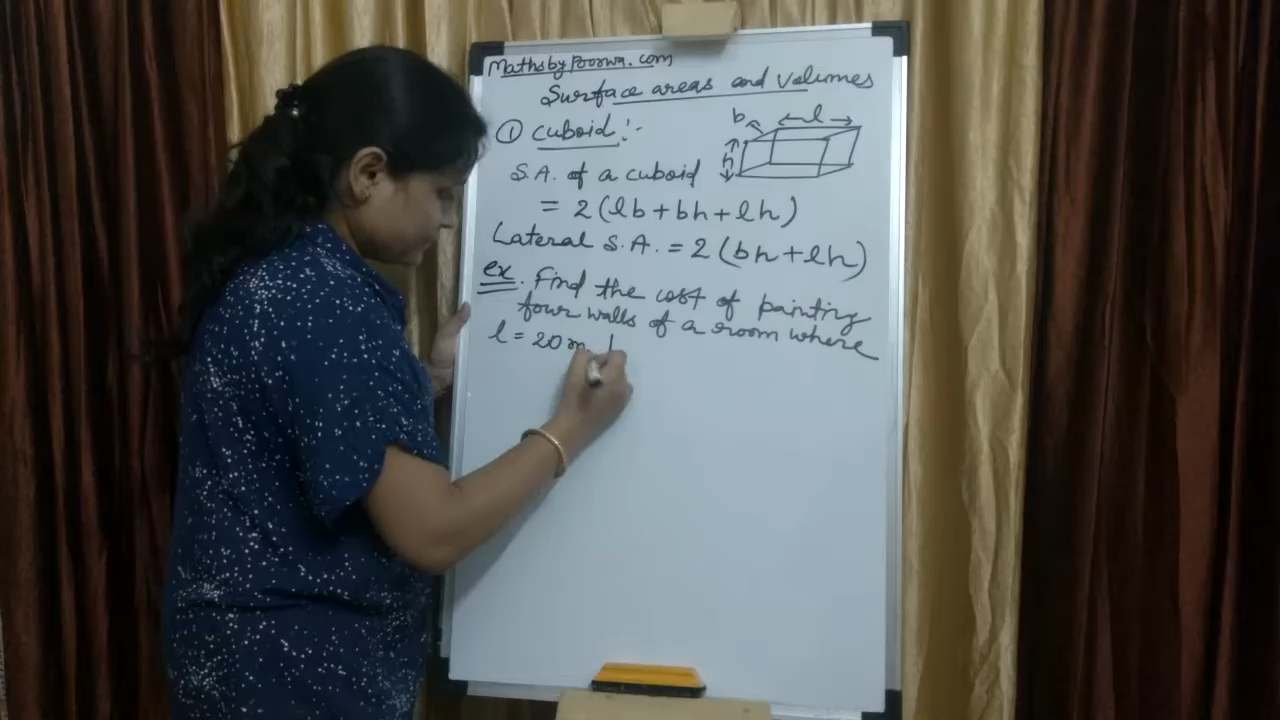 Mathsbypoorwa.com
Surface areas and volumes
① cuboid :-
b l
h
S.A. of a cuboid
= 2 (lb + bh + lh)
Lateral S.A. = 2 (bh + lh)
ex. Find the cost of painting
four walls of a room where
l = 20 m